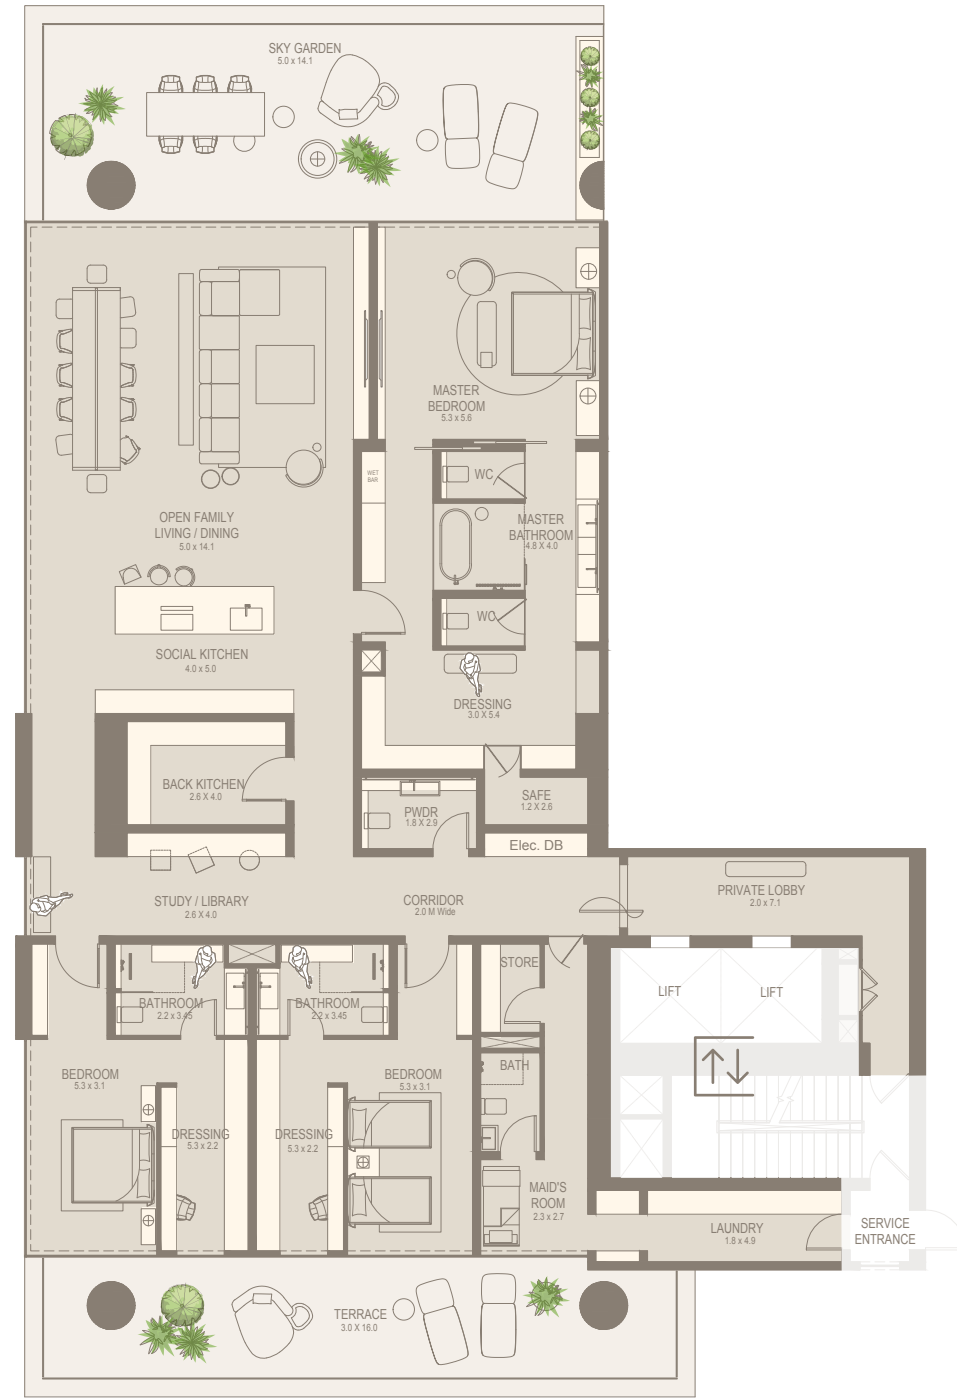 SKY GARDEN
5.0 x 14.1
MASTER
BEDROOM
5.3 x 5.6
WET
BAR
WC
OPEN FAMILY
LIVING / DINING
5.0 x 14.1
MASTER
BATHROOM
4.8 X 4.0
WC
SOCIAL KITCHEN
4.0 x 5.0
DRESSING
3.0 X 5.4
BACK KITCHEN
2.6 X 4.0
SAFE
1.2 X 2.6
PWDR
1.8 X 2.9
Elec. DB
STUDY / LIBRARY
2.6 X 4.0
CORRIDOR
2.0 M Wide
PRIVATE LOBBY
2.0 x 7.1
STORE
LIFT
LIFT
BATHROOM
2.2 x 3.45
BATHROOM
2.2 x 3.45
BEDROOM
5.3 x 3.1
BEDROOM
5.3 x 3.1
BATH
DRESSING
5.3 x 2.2
DRESSING
5.3 x 2.2
MAID'S
ROOM
2.3 x 2.7
LAUNDRY
1.8 x 4.9
SERVICE
ENTRANCE
TERRACE
3.0 X 16.0